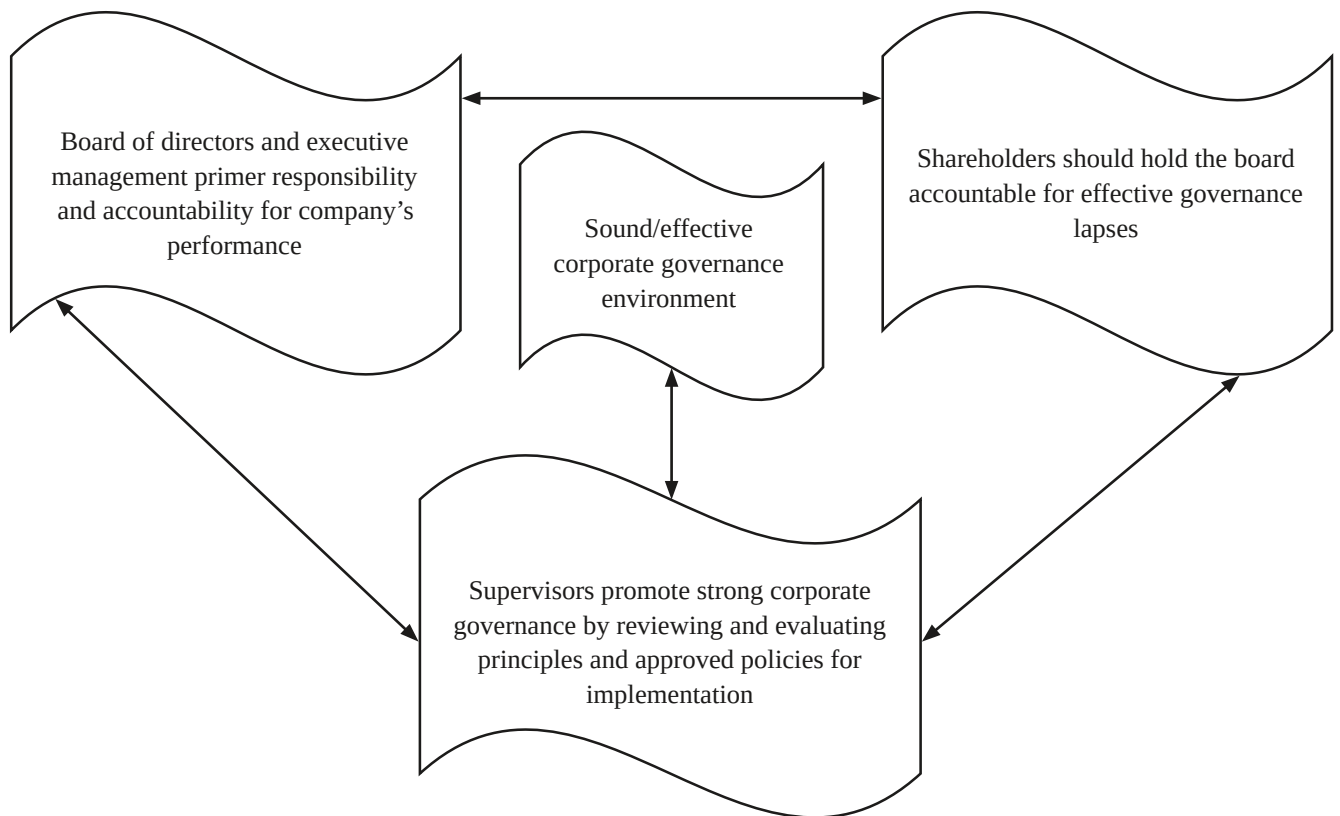 Board of directors and executive
management primer responsibility
and accountability for company’s
performance
Shareholders should hold the board
accountable for effective governance
lapses
Sound/effective
corporate governance
environment
Supervisors promote strong corporate
governance by reviewing and evaluating
principles and approved policies for
implementation